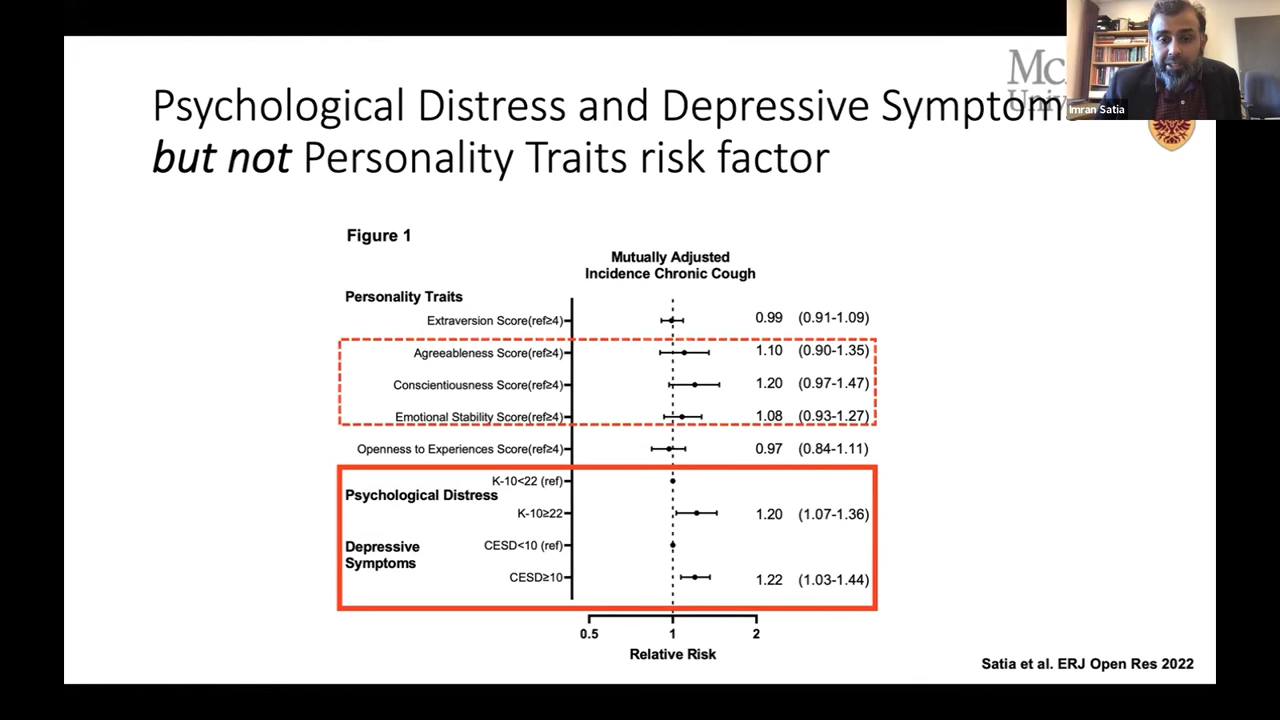 Imran Satia
Psychological Distress and Depressive Symptom
but not Personality Traits risk factor
Figure 1
Mutually Adjusted
Incidence Chronic Cough
Personality Traits
Extraversion Score(ref≥4) 0.99 (0.91-1.09)
Agreeableness Score(ref≥4) 1.10 (0.90-1.35)
Conscientiousness Score(ref≥4) 1.20 (0.97-1.47)
Emotional Stability Score(ref≥4) 1.08 (0.93-1.27)
Openness to Experiences Score(ref≥4) 0.97 (0.84-1.11)
K-10<22 (ref)
Psychological Distress
K-10≥22 1.20 (1.07-1.36)
Depressive
Symptoms
CESD<10 (ref)
CESD≥10 1.22 (1.03-1.44)
0.5 1 2
Relative Risk
Satia et al. ERJ Open Res 2022